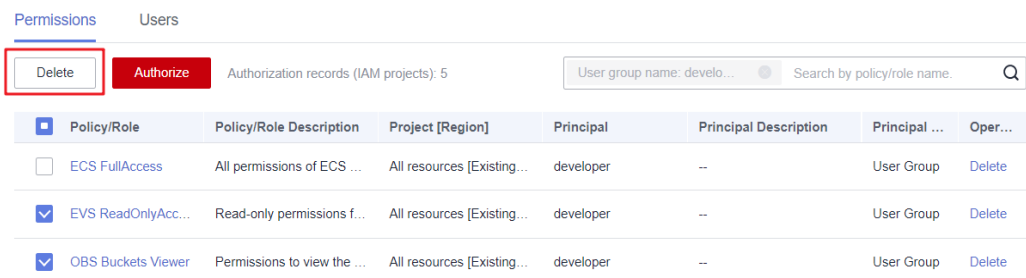 Permissions Users
Delete Authorize Authorization records (IAM projects): 5 User group name: develo... Search by policy/role name.
Policy/Role Policy/Role Description Project [Region] Principal Principal Description Principal ... Oper...
ECS FullAccess All permissions of ECS ... All resources [Existing... developer -- User Group Delete
EVS ReadOnlyAcc... Read-only permissions f... All resources [Existing... developer -- User Group Delete
OBS Buckets Viewer Permissions to view the ... All resources [Existing... developer -- User Group Delete